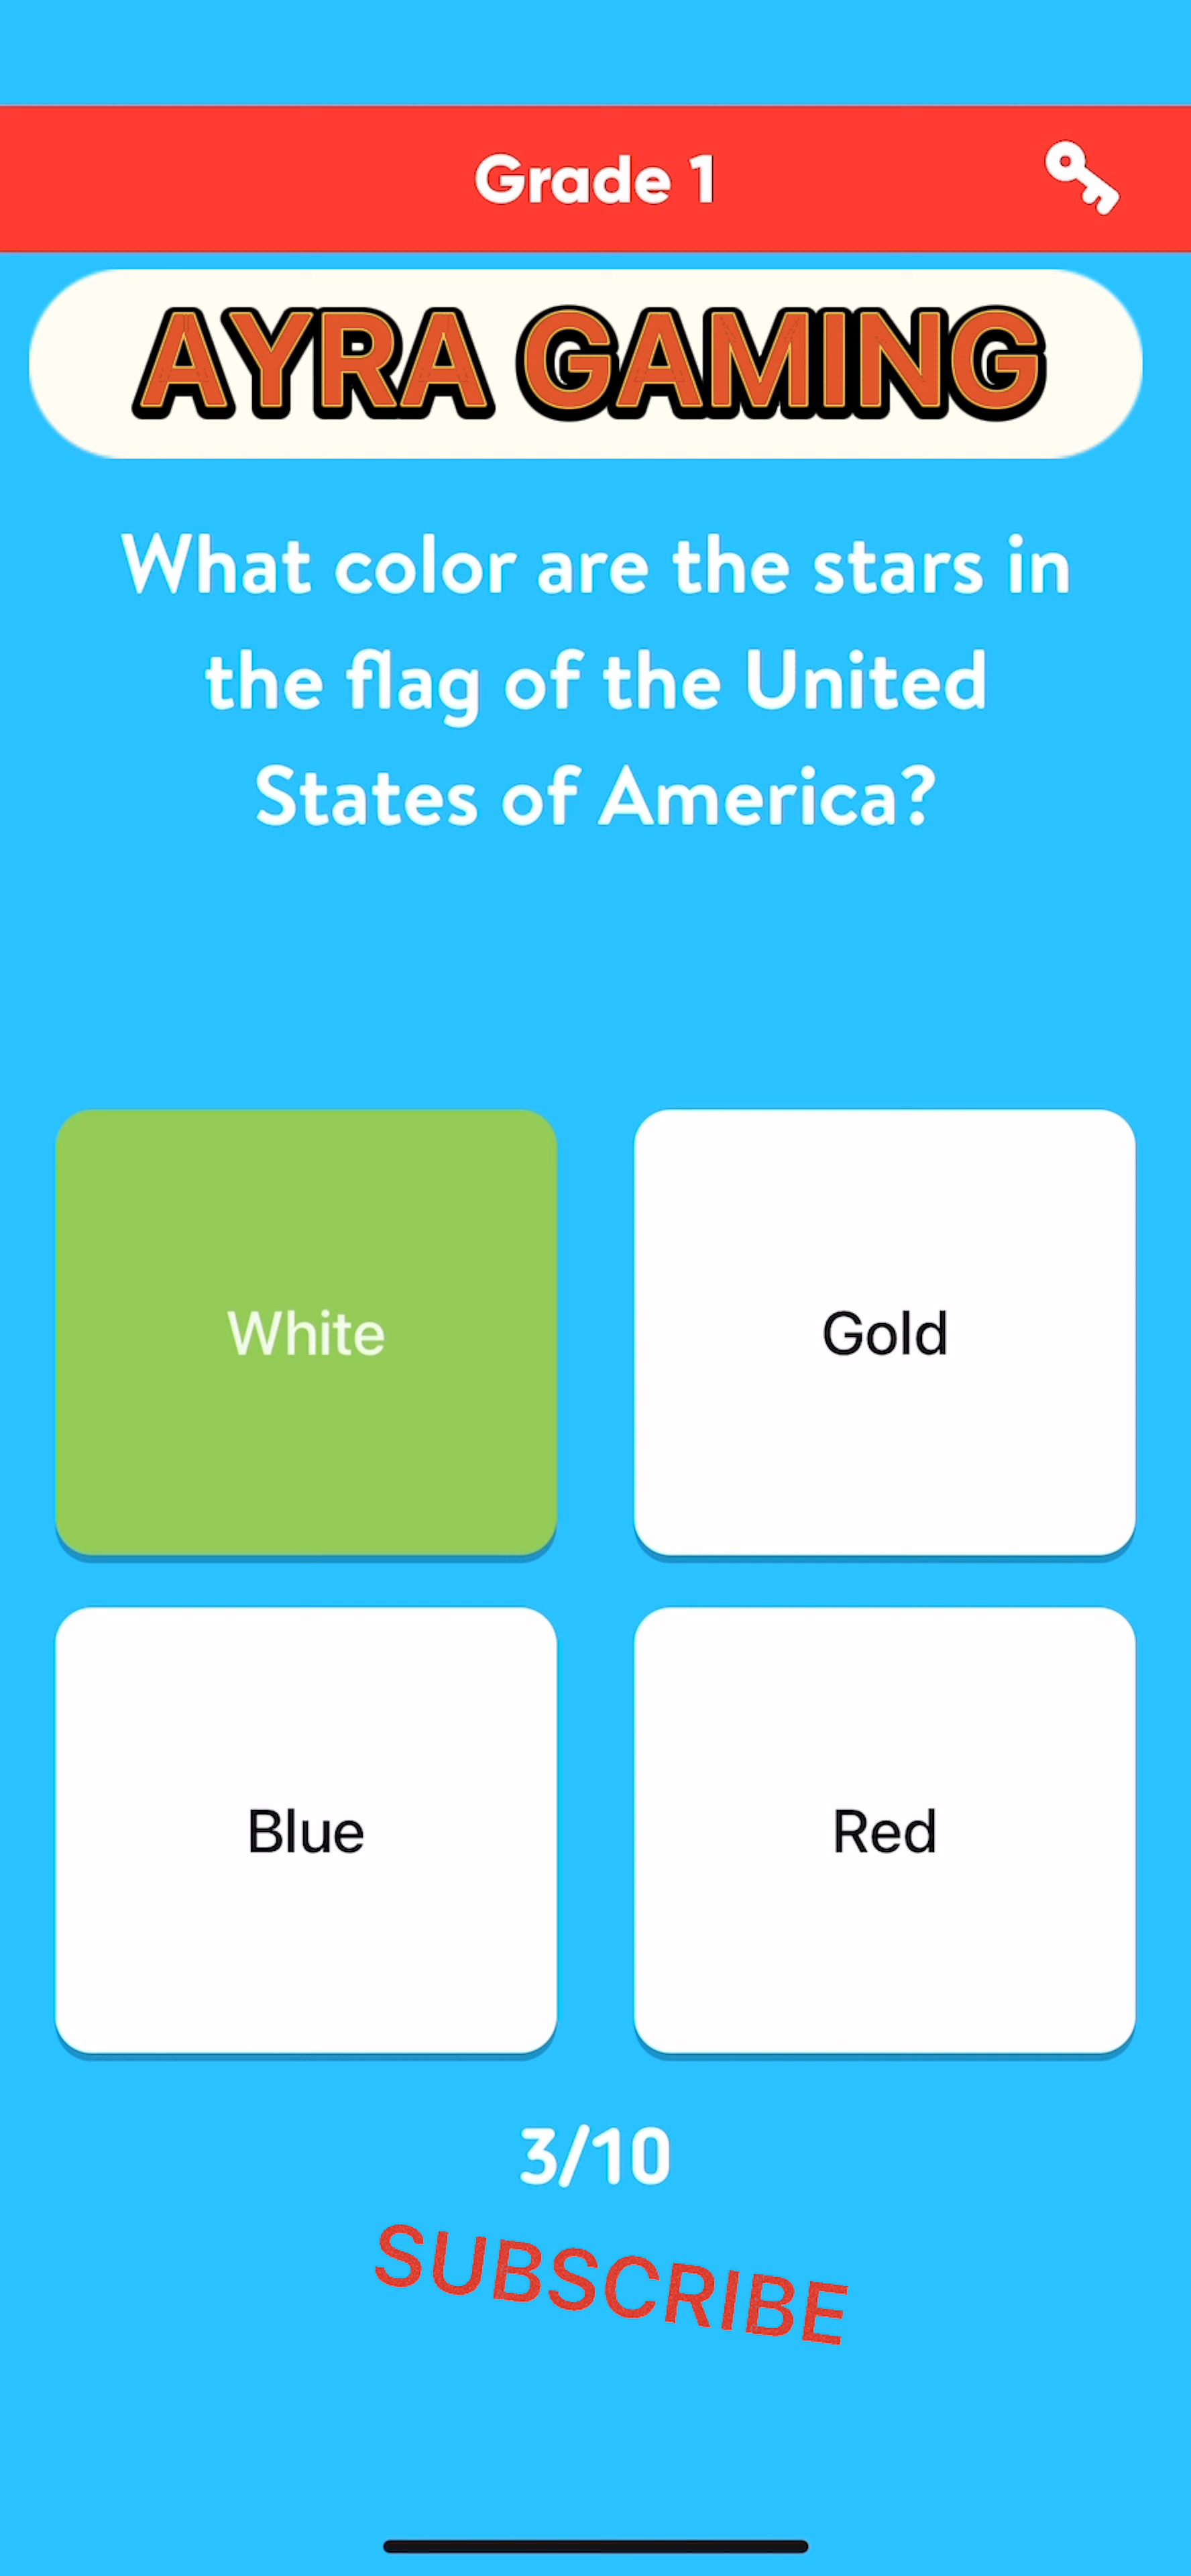 Grade 1
AYRA GAMING
What color are the stars in
the flag of the United
States of America?
White
Gold
Blue
Red
3/10
SUBSCRIBE